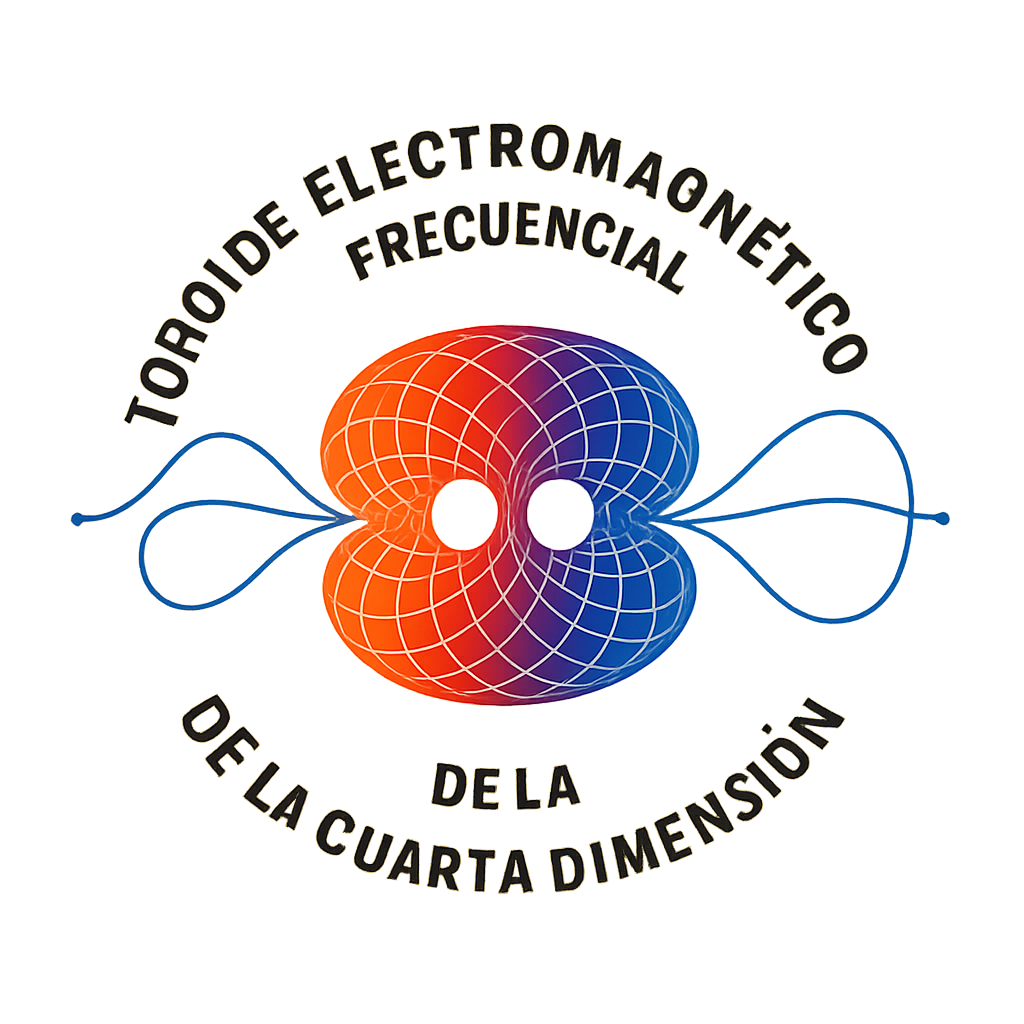 TOROIDE ELECTROMAGNÉTICO
FRECUENCIAL
DE LA
DE LA CUARTA DIMENSIÓN